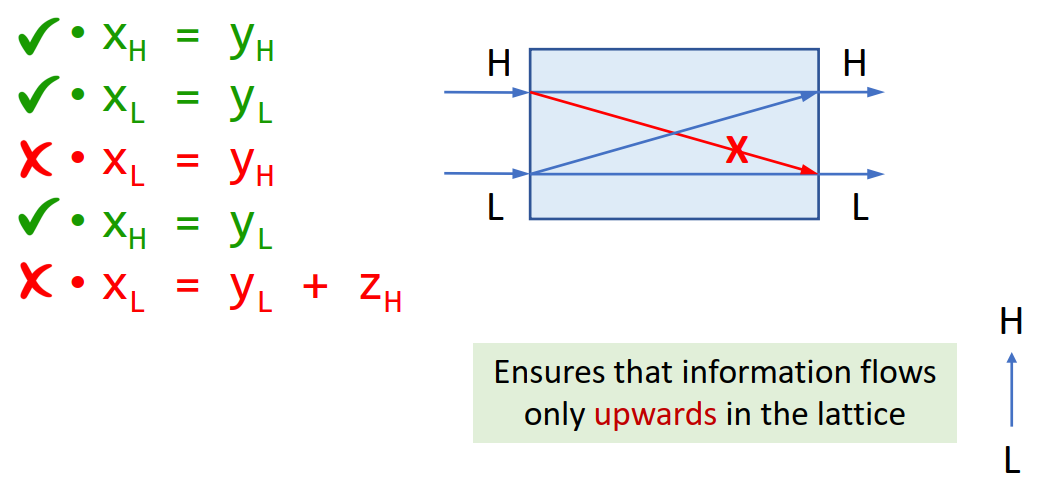 ✓ • x_H = y_H
✓ • x_L = y_L
✗ • x_L = y_H
✓ • x_H = y_L
✗ • x_L = y_L + z_H
H
H
X
L
L
Ensures that information flows
only upwards in the lattice
H
L